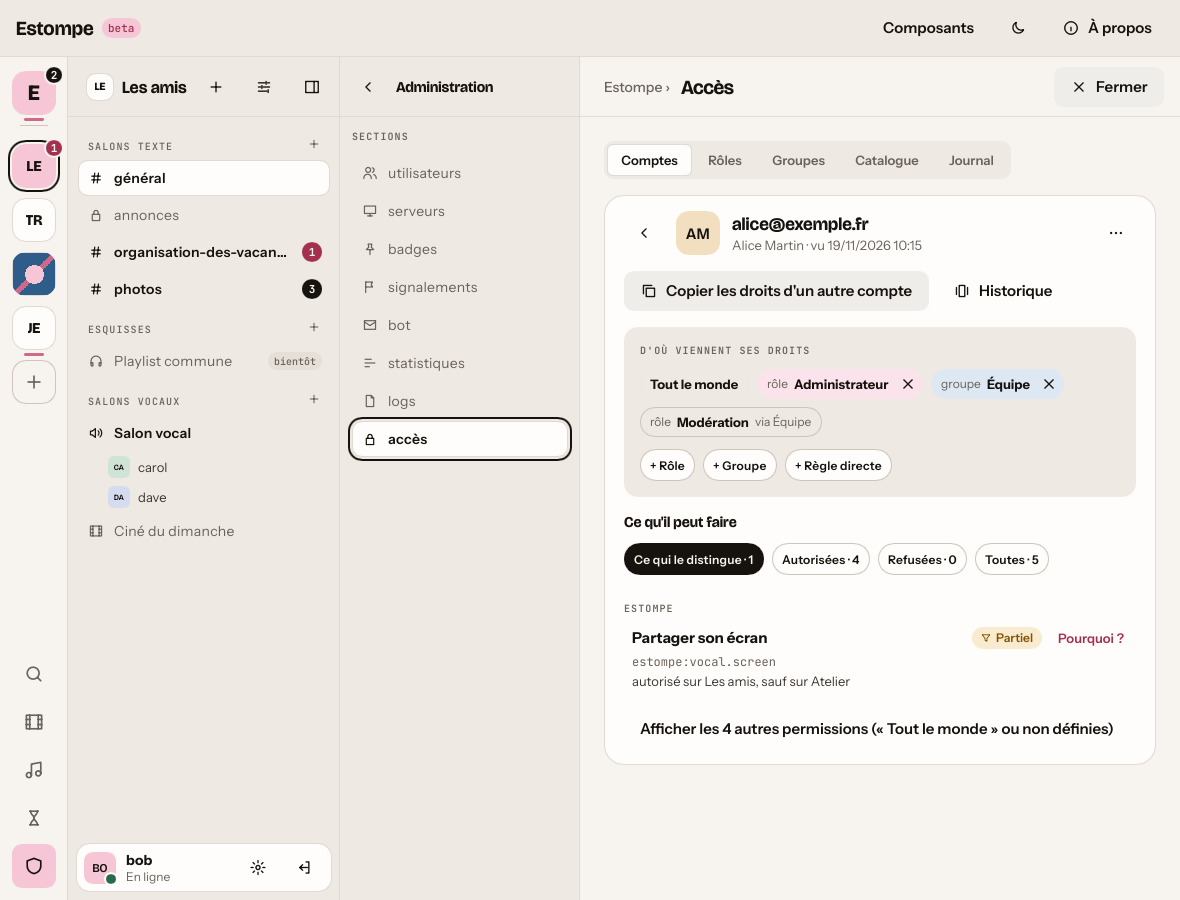 Estompe beta
Composants
À propos
E 2
LE 1
TR
JE
LE Les amis
SALONS TEXTE
# général
annonces
# organisation-des-vacan... 1
# photos 3
ESQUISSES
Playlist commune bientôt
SALONS VOCAUX
Salon vocal
CA carol
DA dave
Ciné du dimanche
BO bob
En ligne
Administration
SECTIONS
utilisateurs
serveurs
badges
signalements
bot
statistiques
logs
accès
Estompe › Accès
Fermer
Comptes Rôles Groupes Catalogue Journal
AM alice@exemple.fr
Alice Martin · vu 19/11/2026 10:15
Copier les droits d'un autre compte Historique
D'OÙ VIENNENT SES DROITS
Tout le monde rôle Administrateur groupe Équipe
rôle Modération via Équipe
+ Rôle + Groupe + Règle directe
Ce qu'il peut faire
Ce qui le distingue · 1 Autorisées · 4 Refusées · 0 Toutes · 5
ESTOMPE
Partager son écran Partiel Pourquoi ?
estompe:vocal.screen
autorisé sur Les amis, sauf sur Atelier
Afficher les 4 autres permissions (« Tout le monde » ou non définies)